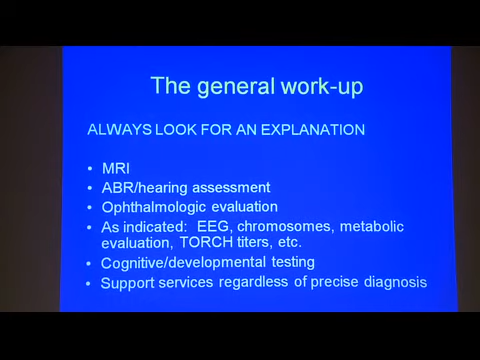 The general work-up
ALWAYS LOOK FOR AN EXPLANATION
• MRI
• ABR/hearing assessment
• Ophthalmologic evaluation
• As indicated: EEG, chromosomes, metabolic
evaluation, TORCH titers, etc.
• Cognitive/developmental testing
• Support services regardless of precise diagnosis